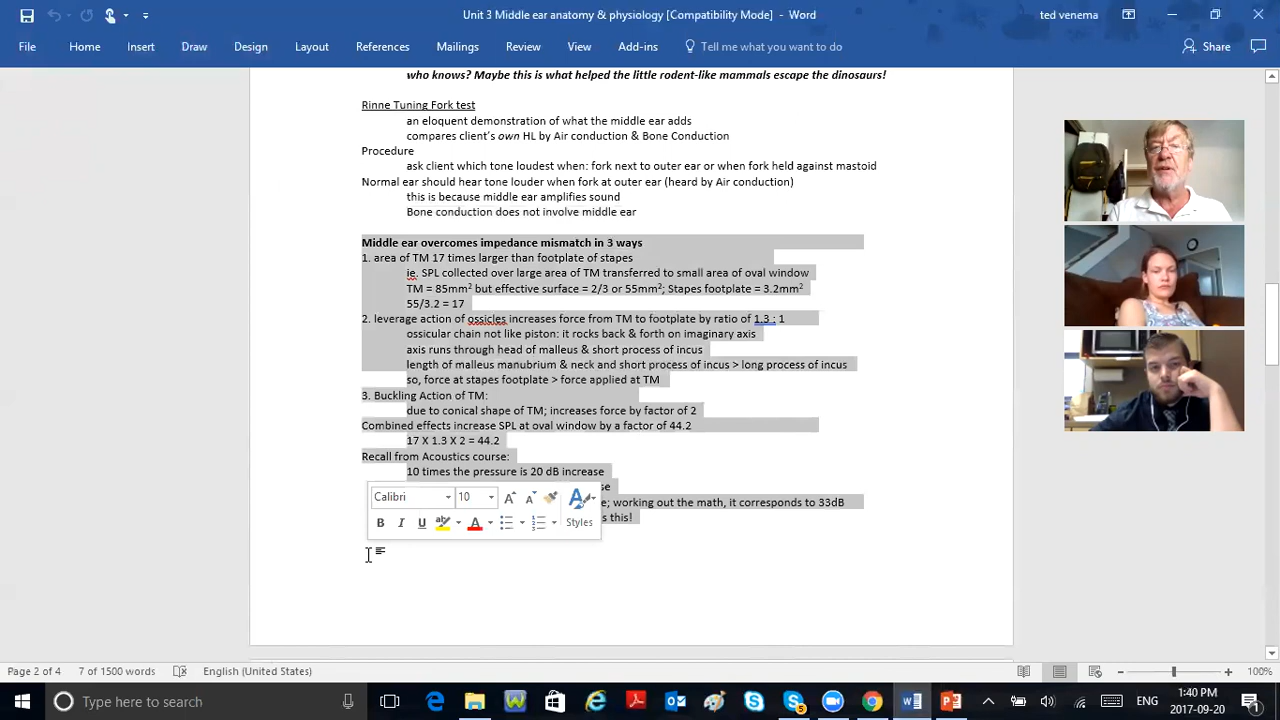 Unit 3 Middle ear anatomy & physiology [Compatibility Mode] - Word
ted venema
File Home Insert Draw Design Layout References Mailings Review View Add-ins Tell me what you want to do Share
who knows? Maybe this is what helped the little rodent-like mammals escape the dinosaurs!
Rinne Tuning Fork test
an eloquent demonstration of what the middle ear adds
compares client's own HL by Air conduction & Bone Conduction
Procedure
ask client which tone loudest when: fork next to outer ear or when fork held against mastoid
Normal ear should hear tone louder when fork at outer ear (heard by Air conduction)
this is because middle ear amplifies sound
Bone conduction does not involve middle ear
Middle ear overcomes impedance mismatch in 3 ways
1. area of TM 17 times larger than footplate of stapes
ie. SPL collected over large area of TM transferred to small area of oval window
TM = 85mm² but effective surface = 2/3 or 55mm²; Stapes footplate = 3.2mm²
55/3.2 = 17
2. leverage action of ossicles increases force from TM to footplate by ratio of 1.3 : 1
ossicular chain not like piston: it rocks back & forth on imaginary axis
axis runs through head of malleus & short process of incus
length of malleus manubrium & neck and short process of incus > long process of incus
so, force at stapes footplate > force applied at TM
3. Buckling Action of TM:
due to conical shape of TM; increases force by factor of 2
Combined effects increase SPL at oval window by a factor of 44.2
17 X 1.3 X 2 = 44.2
Recall from Acoustics course:
10 times the pressure is 20 dB increase
se
e; working out the math, it corresponds to 33dB
s this!
Calibri 10
B I U A Styles
Page 2 of 4 7 of 1500 words English (United States) 100%
Type here to search
5
ENG
1:40 PM
2017-09-20
1